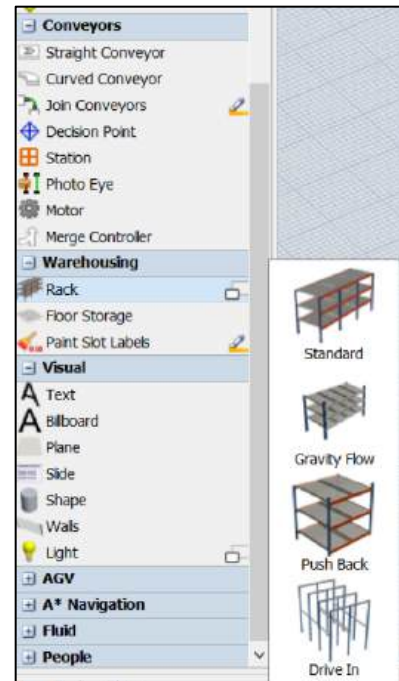 Conveyors
Straight Conveyor
Curved Conveyor
Join Conveyors
Decision Point
Station
Photo Eye
Motor
Merge Controller
Warehousing
Rack
Floor Storage
Paint Slot Labels
Visual
Text
Billboard
Plane
Slide
Shape
Walls
Light
AGV
A* Navigation
Fluid
People
Standard
Gravity Flow
Push Back
Drive In